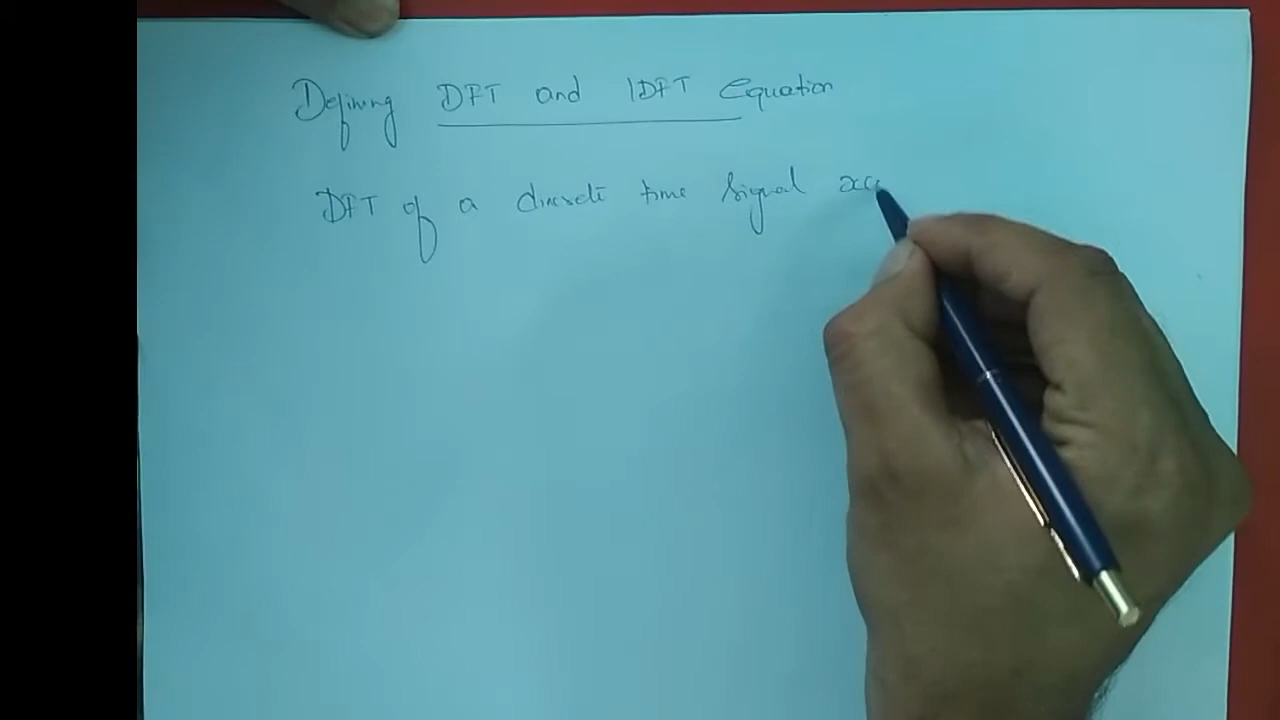 Defining DFT and IDFT Equation
DFT of a discrete time signal x(